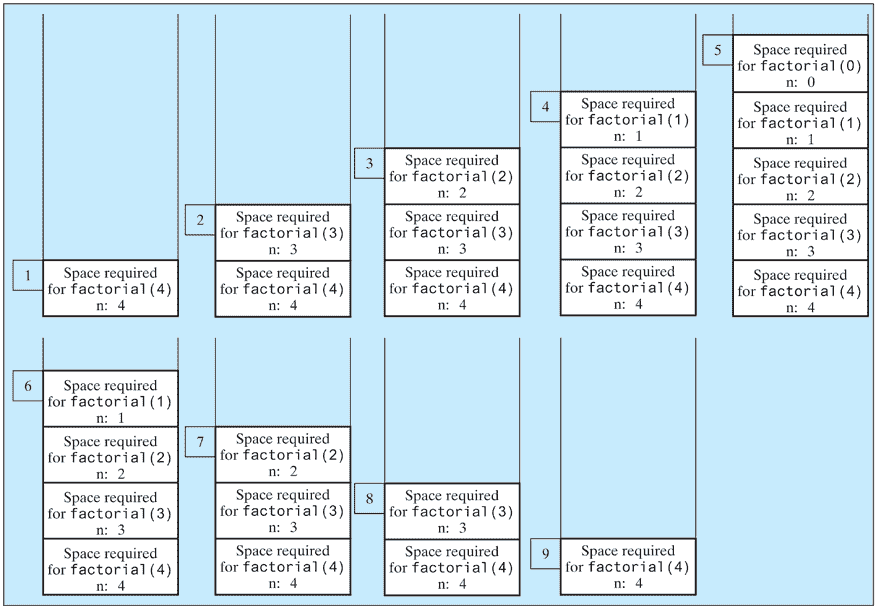 1
Space required
for factorial(4)
n: 4
2
Space required
for factorial(3)
n: 3
Space required
for factorial(4)
n: 4
3
Space required
for factorial(2)
n: 2
Space required
for factorial(3)
n: 3
Space required
for factorial(4)
n: 4
4
Space required
for factorial(1)
n: 1
Space required
for factorial(2)
n: 2
Space required
for factorial(3)
n: 3
Space required
for factorial(4)
n: 4
5
Space required
for factorial(0)
n: 0
Space required
for factorial(1)
n: 1
Space required
for factorial(2)
n: 2
Space required
for factorial(3)
n: 3
Space required
for factorial(4)
n: 4
6
Space required
for factorial(1)
n: 1
Space required
for factorial(2)
n: 2
Space required
for factorial(3)
n: 3
Space required
for factorial(4)
n: 4
7
Space required
for factorial(2)
n: 2
Space required
for factorial(3)
n: 3
Space required
for factorial(4)
n: 4
8
Space required
for factorial(3)
n: 3
Space required
for factorial(4)
n: 4
9
Space required
for factorial(4)
n: 4